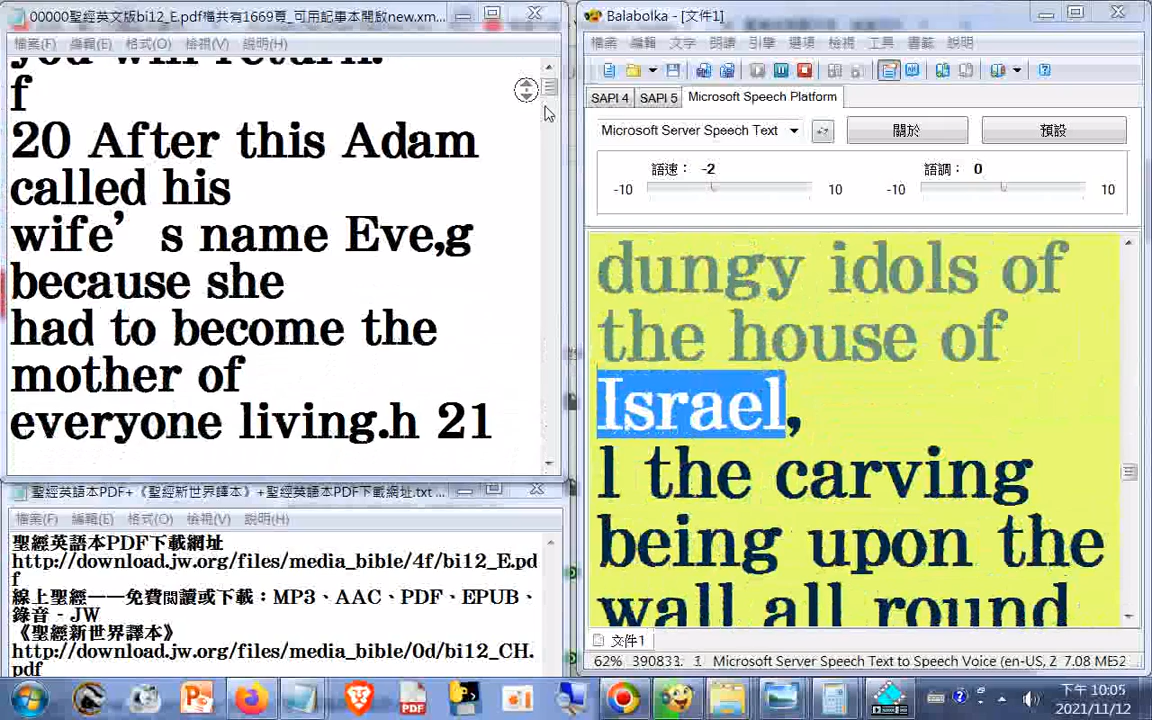 00000聖經英文版bi12_E.pdf檔共有1669頁_可用記事本開啟new.xm...
檔案(F) 編輯(E) 格式(O) 檢視(V) 說明(H)
you will return.
f
20 After this Adam
called his
wife’s name Eve,g
because she
had to become the
mother of
everyone living.h 21
聖經英語本PDF+《聖經新世界譯本》+聖經英語本PDF下載網址.txt ...
檔案(F) 編輯(E) 格式(O) 檢視(V) 說明(H)
聖經英語本PDF下載網址
http://download.jw.org/files/media_bible/4f/bi12_E.pd
f
線上聖經——免費閱讀或下載：MP3、AAC、PDF、EPUB、
錄音 - JW
《聖經新世界譯本》
http://download.jw.org/files/media_bible/0d/bi12_CH.
pdf
Balabolka - [文件1]
檔案 編輯 文字 朗讀 引擎 選項 檢視 工具 書籤 說明
SAPI 4 SAPI 5 Microsoft Speech Platform
Microsoft Server Speech Text 關於 預設
語速： -2 語調： 0
-10 10 -10 10
dungy idols of
the house of
Israel,
l the carving
being upon the
wall all round
文件1
62% 390831: 1 Microsoft Server Speech Text to Speech Voice (en-US, Z 7.08 ME52
PDF
下午 10:05
2021/11/12